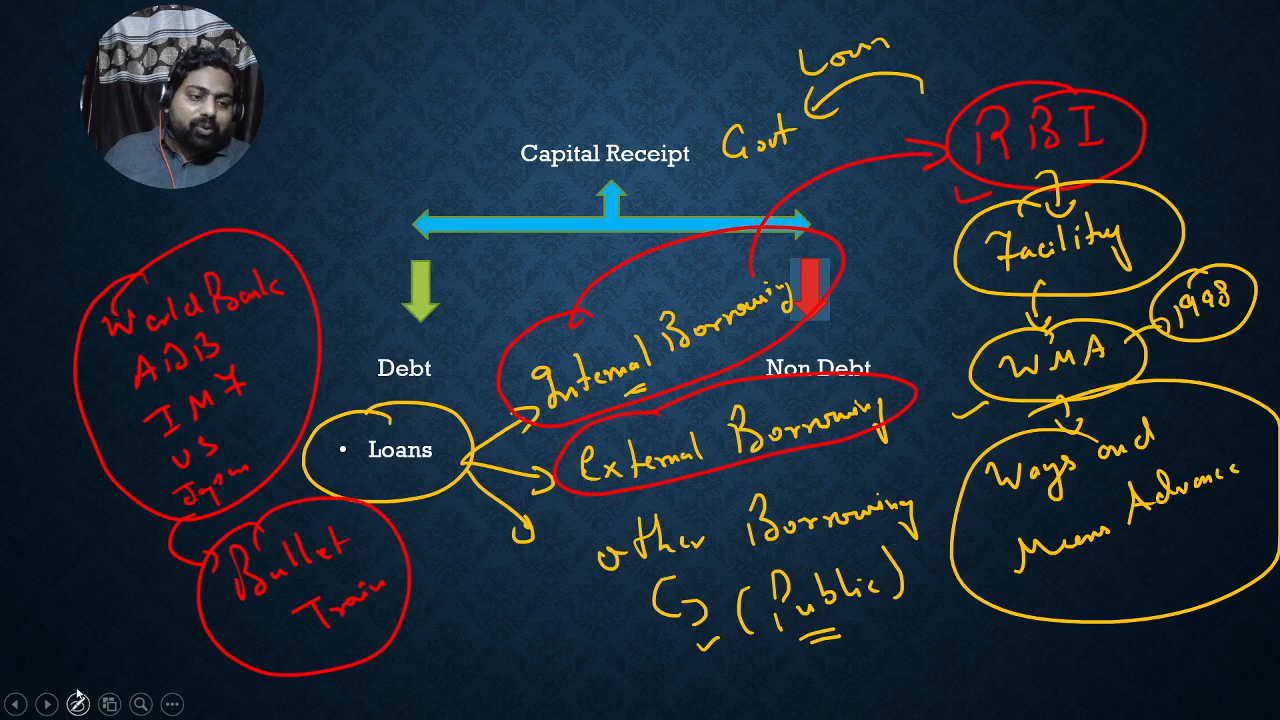 Loan
Govt
RBI
Capital Receipt
Facility
1998
WMA
World Bank
ADB
IMF
US
Japan
Internal Borrowing
Debt
Non Debt
• Loans
External Borrowing
Ways and
Means Advance
Other Borrowing
(Public)
Bullet
Train